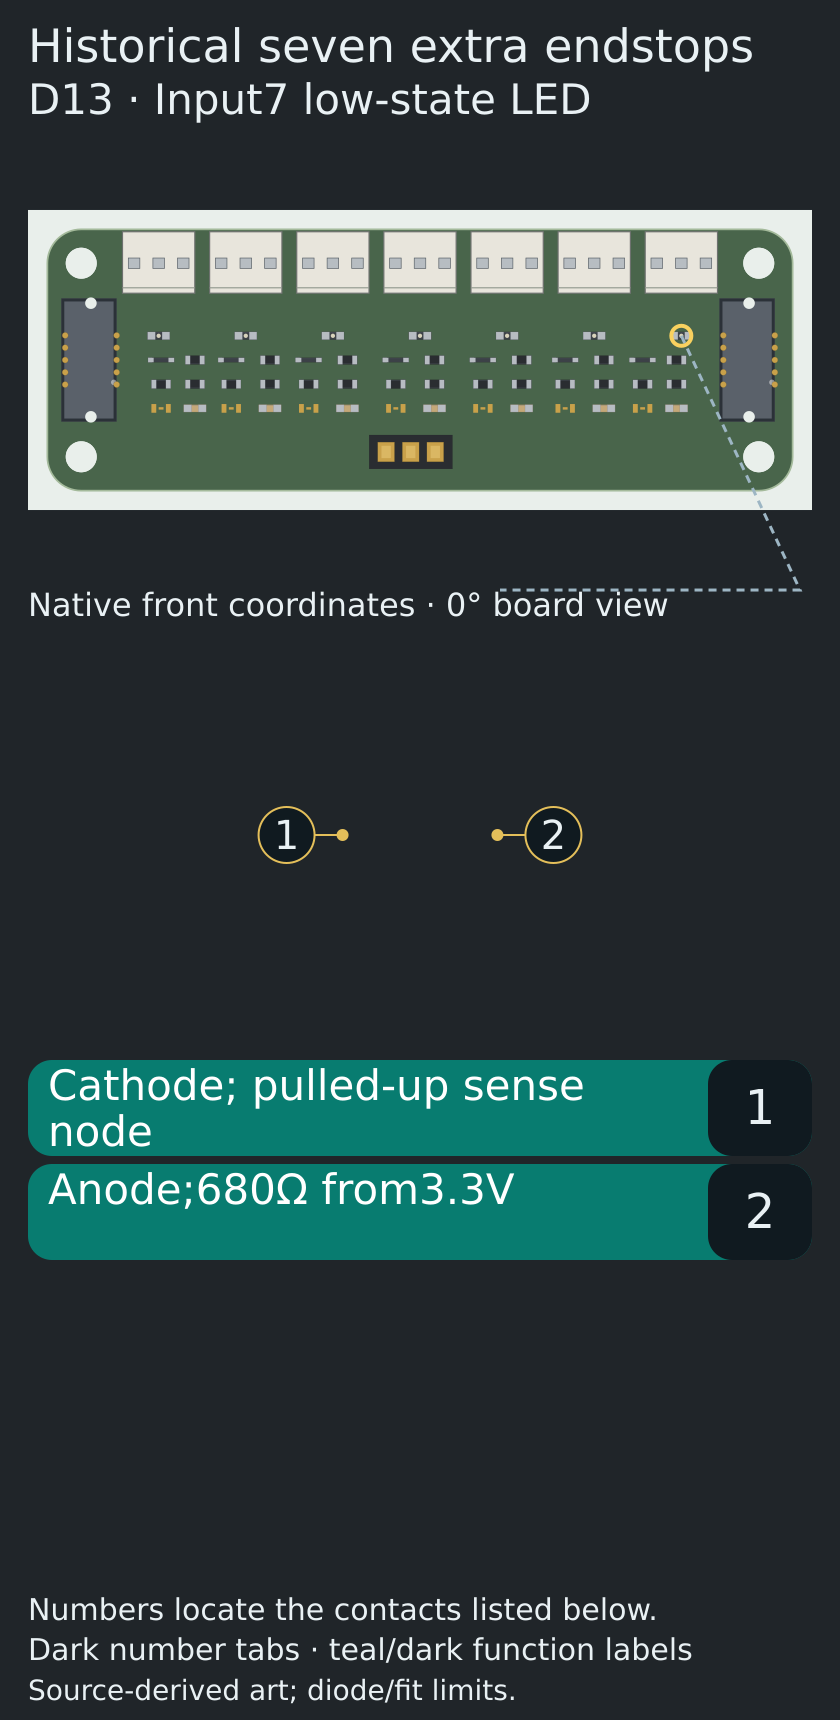 Historical seven extra endstops
D13 · Input7 low-state LED
Native front coordinates · 0° board view
1
2
Cathode; pulled-up sense
node
1
Anode;680Ω from3.3V
2
Numbers locate the contacts listed below.
Dark number tabs · teal/dark function labels
Source-derived art; diode/fit limits.